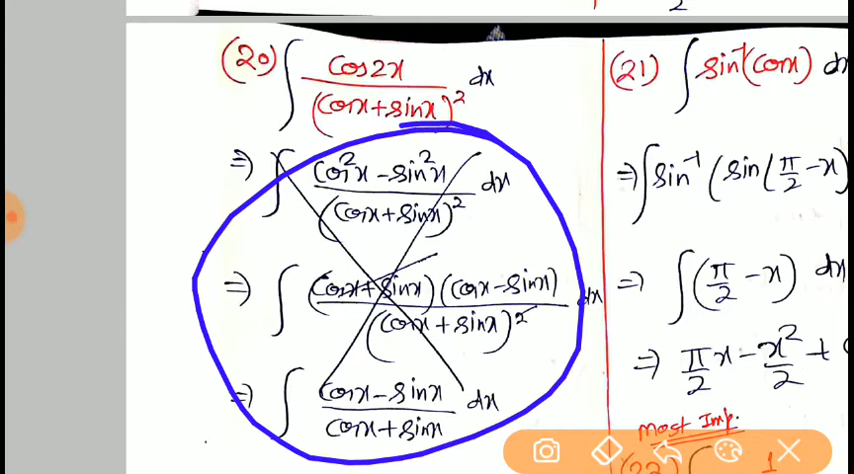 2
(20) ∫ cos2x / (cosx+sinx)² dx
⇒ ∫ cos²x − sin²x / (cosx+sinx)² dx
⇒ ∫ (cosx+sinx)(cosx−sinx) / (cosx+sinx)² dx
⇒ ∫ cosx−sinx / cosx+sinx dx
(21) ∫ sin⁻¹(cosx) dx
⇒ ∫ sin⁻¹(sin(π/2 −x)
⇒ ∫ (π/2 −x) dx
⇒ π/2 x − x²/2 +
most Imp.